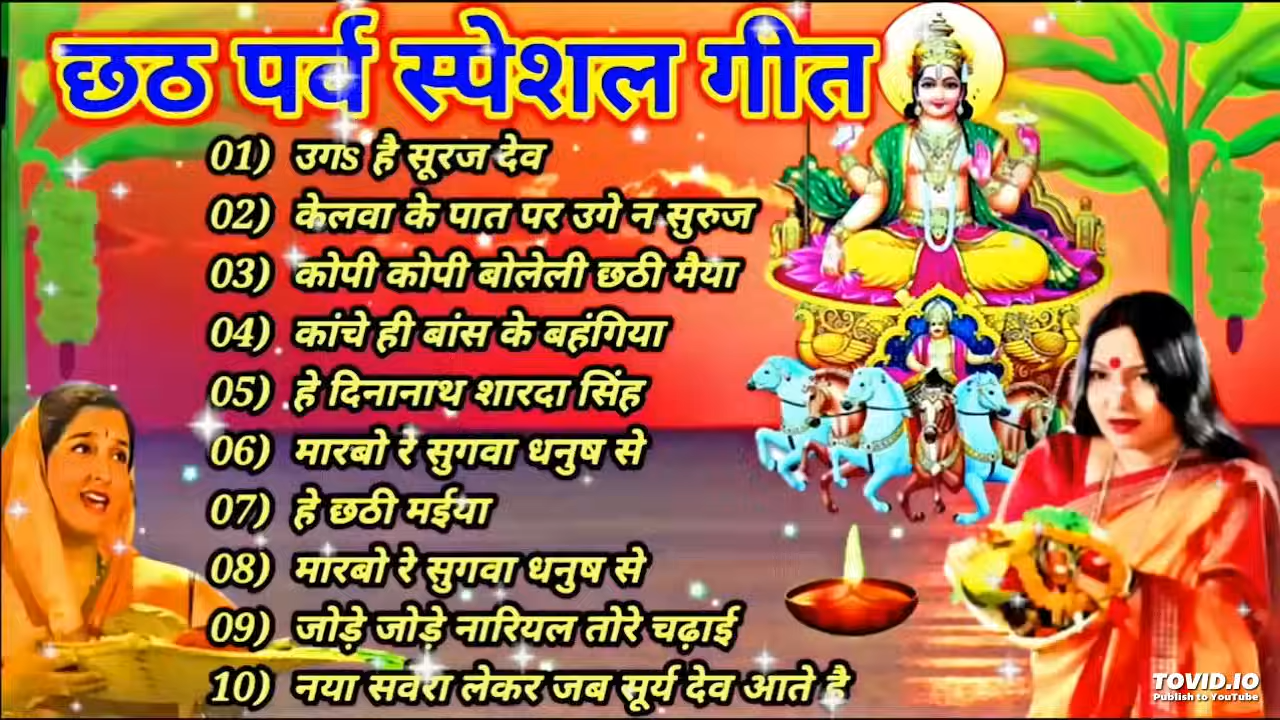 छठ पर्व स्पेशल गीत
01) उगs है सूरज देव
02) केलवा के पात पर उगे न सुरुज
03) कोपी कोपी बोलेली छठी मैया
04) कांचे ही बांस के बहंगिया
05) हे दिनानाथ शारदा सिंह
06) मारबो रे सुगवा धनुष से
07) हे छठी मईया
08) मारबो रे सुगवा धनुष से
09) जोड़े जोड़े नारियल तोरे चढ़ाई
10) नया सवेरा लेकर जब सूर्य देव आते है
TOVID.IO
Publish to YouTube